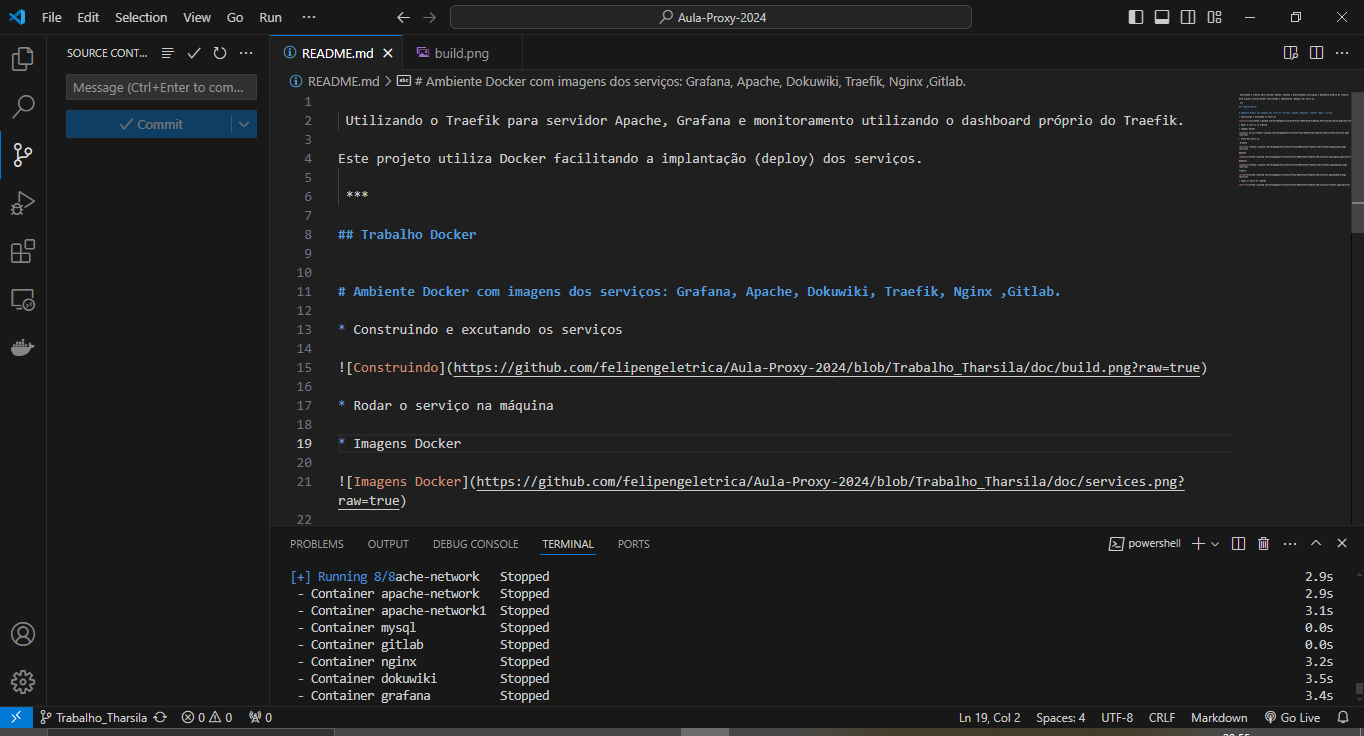 File Edit Selection View Go Run ··· Aula-Proxy-2024
SOURCE CONT... ···
README.md build.png ···
Message (Ctrl+Enter to com...
Commit
README.md > # Ambiente Docker com imagens dos serviços: Grafana, Apache, Dokuwiki, Traefik, Nginx ,Gitlab.
1
2 Utilizando o Traefik para servidor Apache, Grafana e monitoramento utilizando o dashboard próprio do Traefik.
3
4 Este projeto utiliza Docker facilitando a implantação (deploy) dos serviços.
5
6 ***
7
8 ## Trabalho Docker
9
10
11 # Ambiente Docker com imagens dos serviços: Grafana, Apache, Dokuwiki, Traefik, Nginx ,Gitlab.
12
13 * Construindo e excutando os serviços
14
15 ![Construindo](https://github.com/felipengeletrica/Aula-Proxy-2024/blob/Trabalho_Tharsila/doc/build.png?raw=true)
16
17 * Rodar o serviço na máquina
18
19 * Imagens Docker
20
21 ![Imagens Docker](https://github.com/felipengeletrica/Aula-Proxy-2024/blob/Trabalho_Tharsila/doc/services.png?
raw=true)
22
PROBLEMS OUTPUT DEBUG CONSOLE TERMINAL PORTS powershell ···
[+] Running 8/8ache-network Stopped 2.9s
- Container apache-network Stopped 2.9s
- Container apache-network1 Stopped 3.1s
- Container mysql Stopped 0.0s
- Container gitlab Stopped 0.0s
- Container nginx Stopped 3.2s
- Container dokuwiki Stopped 3.5s
- Container grafana Stopped 3.4s
Trabalho_Tharsila 0 0 0 Ln 19, Col 2 Spaces: 4 UTF-8 CRLF Markdown Go Live